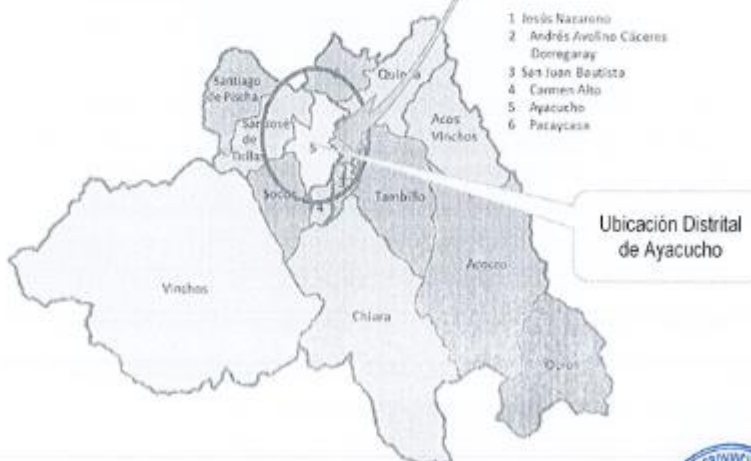 1 Jesús Nazareno
2 Andrés Avelino Cáceres
Dorregaray
3 San Juan Bautista
4 Carmen Alto
5 Ayacucho
6 Pacaycasa
Quinua
Santiago
de Pischa
San José
de
Ticllas
Acos
Vinchos
5
Socos
Tambillo
4
Ubicación Distrital
de Ayacucho
Acocro
Vinchos
Chiara
Ocros